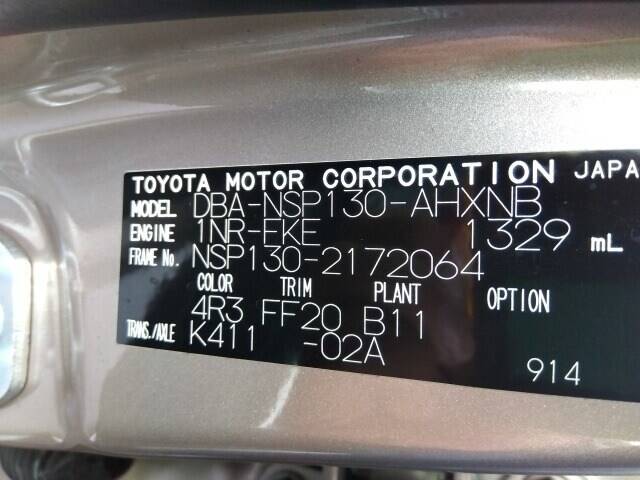 TOYOTA MOTOR CORPORATION JAPA
MODEL DBA-NSP130-AHXNB
ENGINE 1NR-FKE 1329 mL
FRAME No. NSP130-2172064
COLOR TRIM PLANT OPTION
4R3 FF20 B11
TRANS./AXLE K411 -02A
914